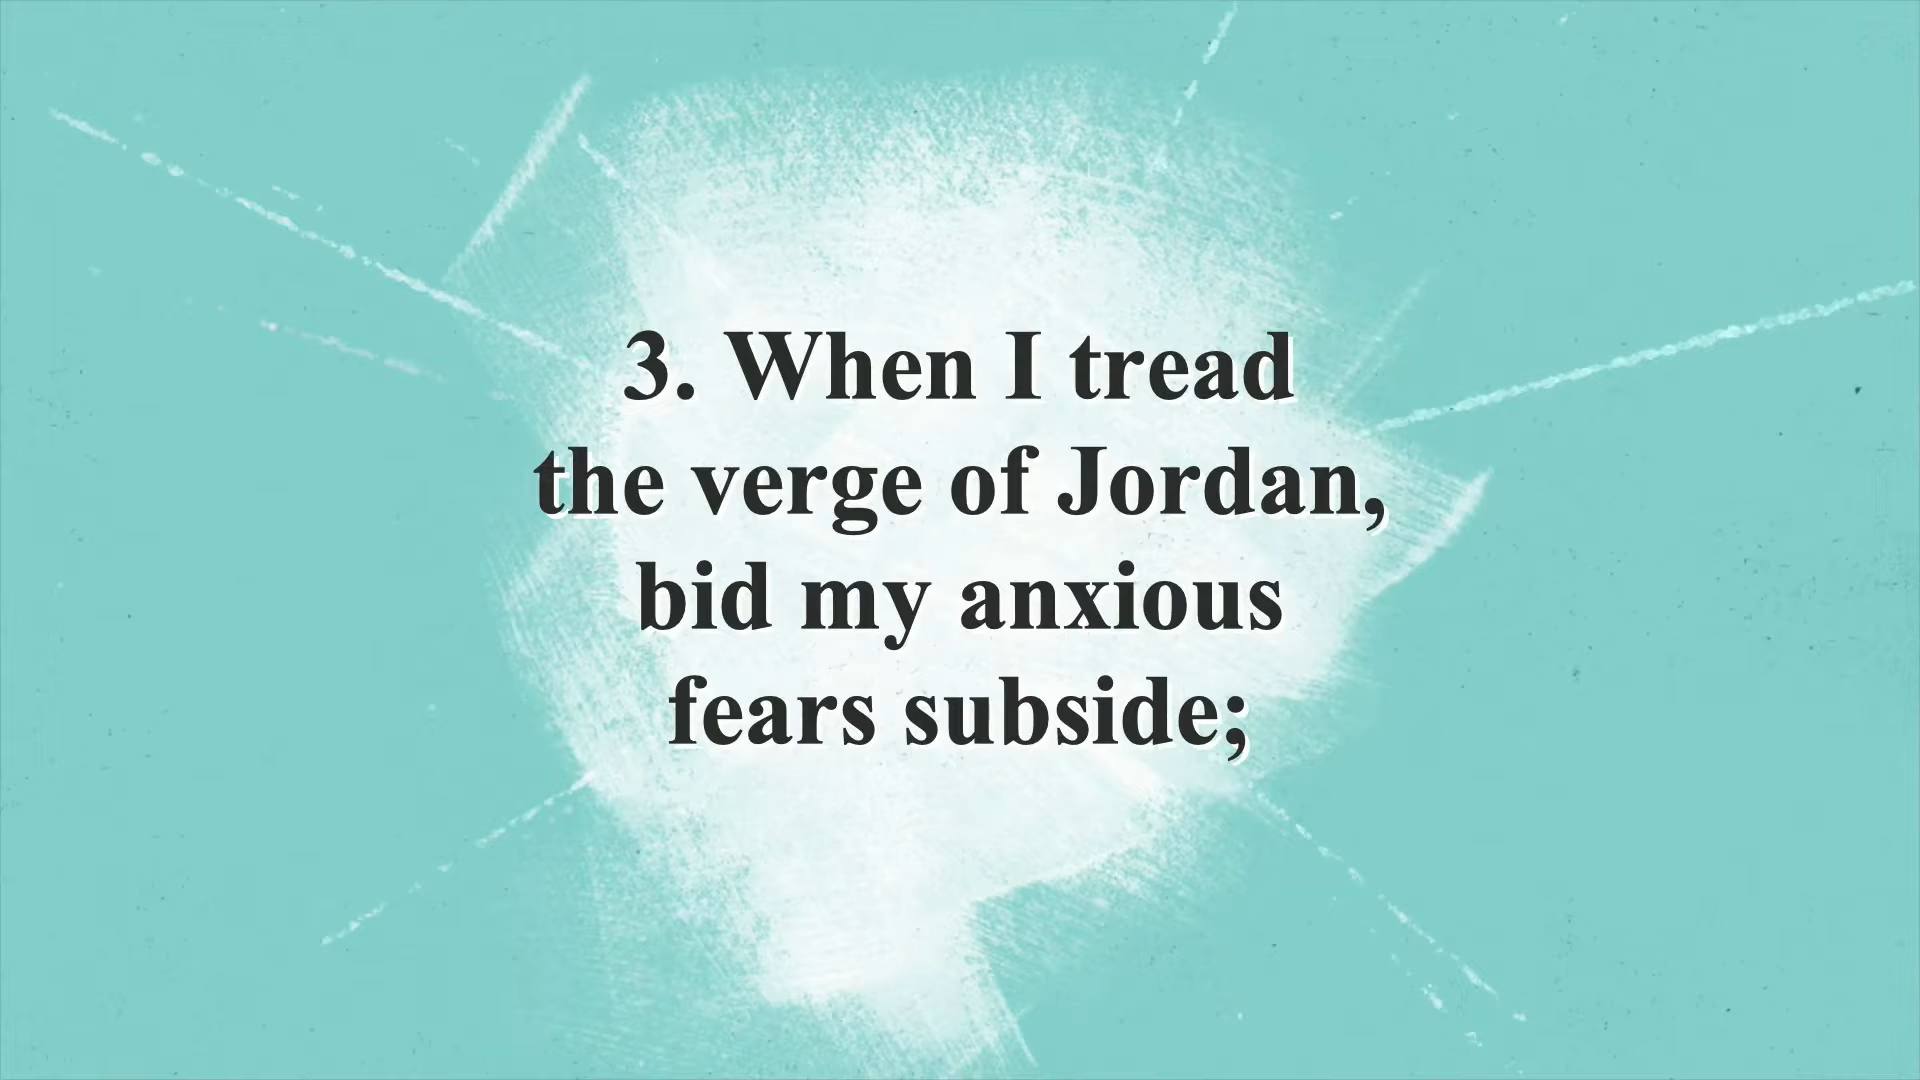 3. When I tread
the verge of Jordan,
bid my anxious
fears subside;